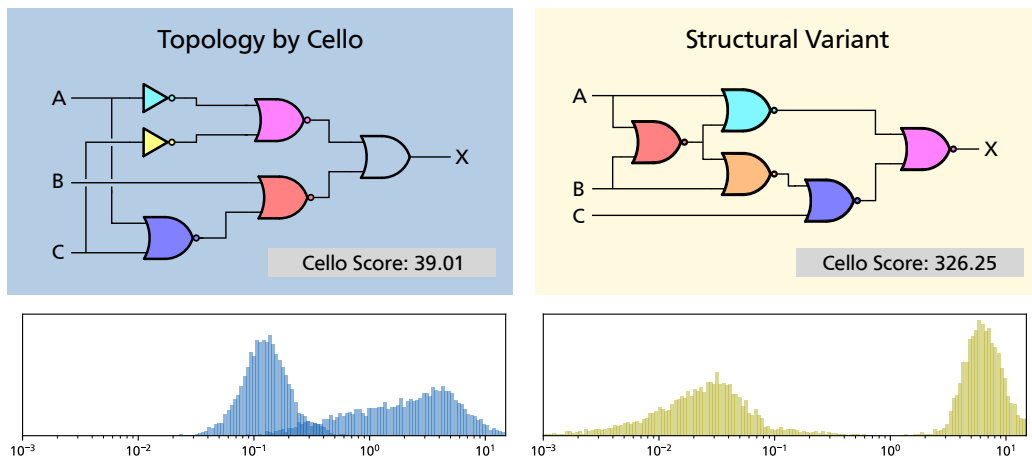 Topology by Cello
A
B
C
X
Cello Score: 39.01
Structural Variant
A
B
C
X
Cello Score: 326.25
10⁻³ 10⁻² 10⁻¹ 10⁰ 10¹
10⁻³ 10⁻² 10⁻¹ 10⁰ 10¹